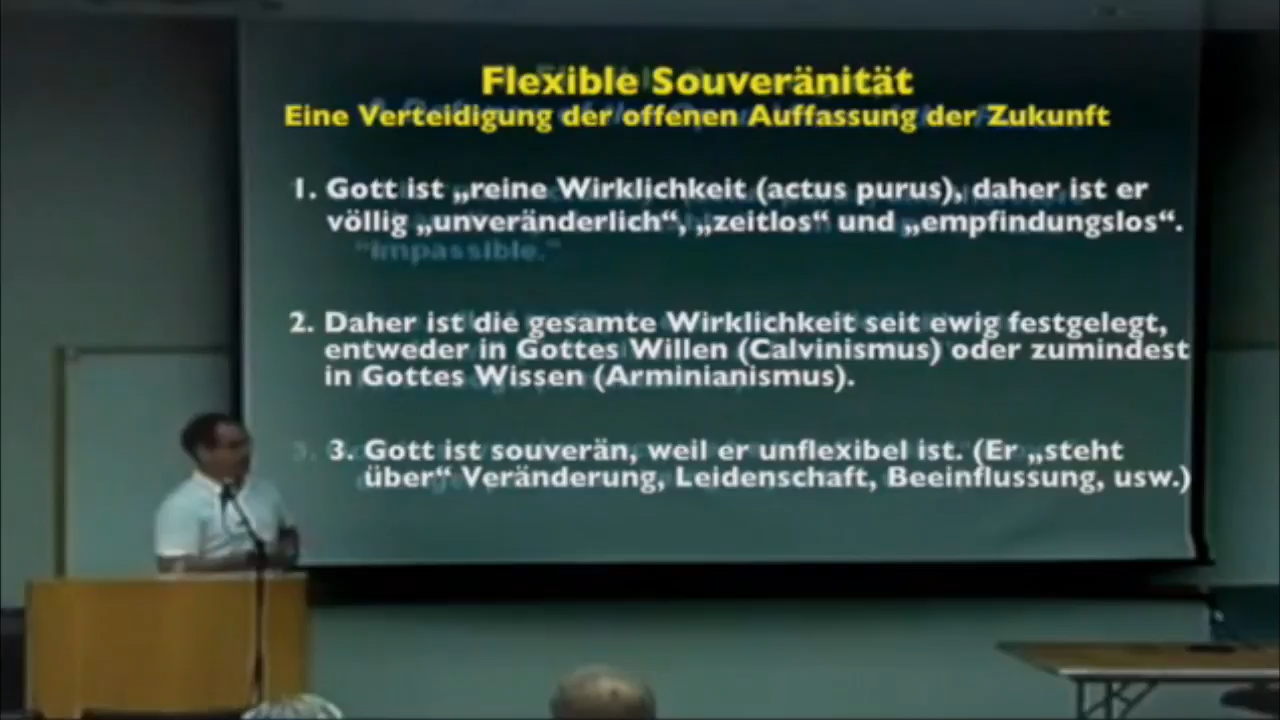 Flexible Souveränität
Eine Verteidigung der offenen Auffassung der Zukunft
1. Gott ist „reine Wirklichkeit (actus purus), daher ist er
völlig „unveränderlich“, „zeitlos“ und „empfindungslos“.
“Impassible.”
2. Daher ist die gesamte Wirklichkeit seit ewig festgelegt,
entweder in Gottes Willen (Calvinismus) oder zumindest
in Gottes Wissen (Arminianismus).
3. 3. Gott ist souverän, weil er unflexibel ist. (Er „steht
über“ Veränderung, Leidenschaft, Beeinflussung, usw.)